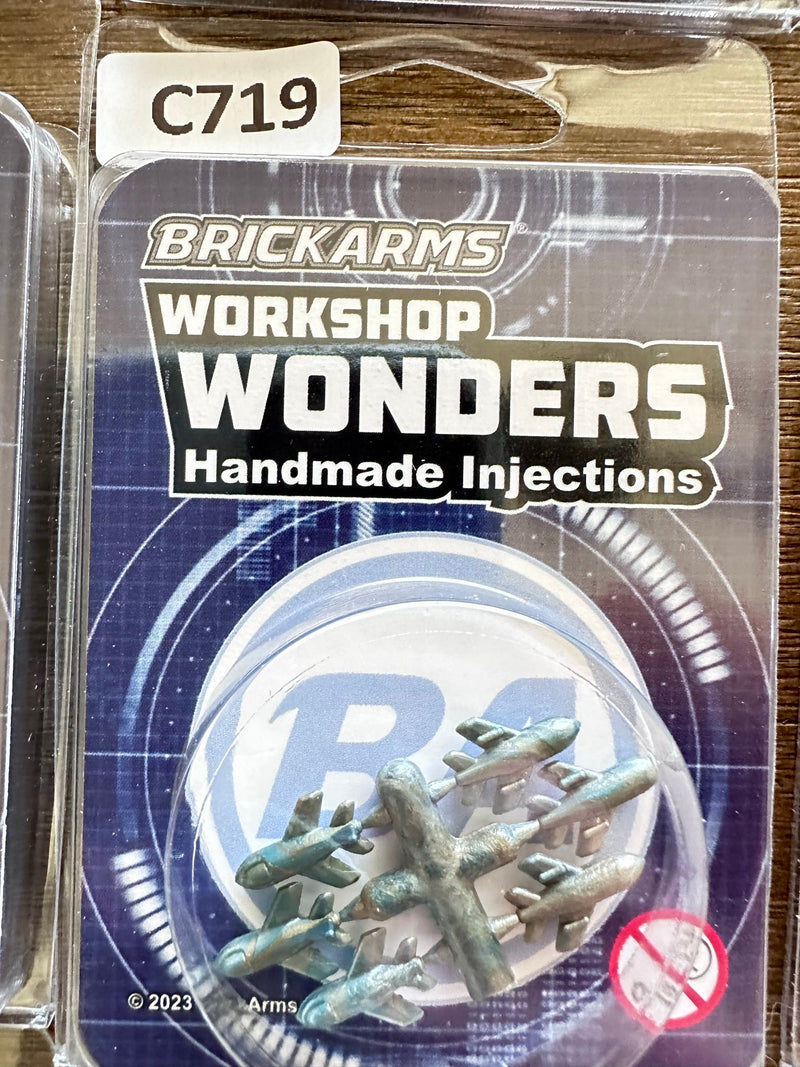 C719
BRICKARMS®
WORKSHOP
WONDERS
Handmade Injections
BA
© 2023 Arms